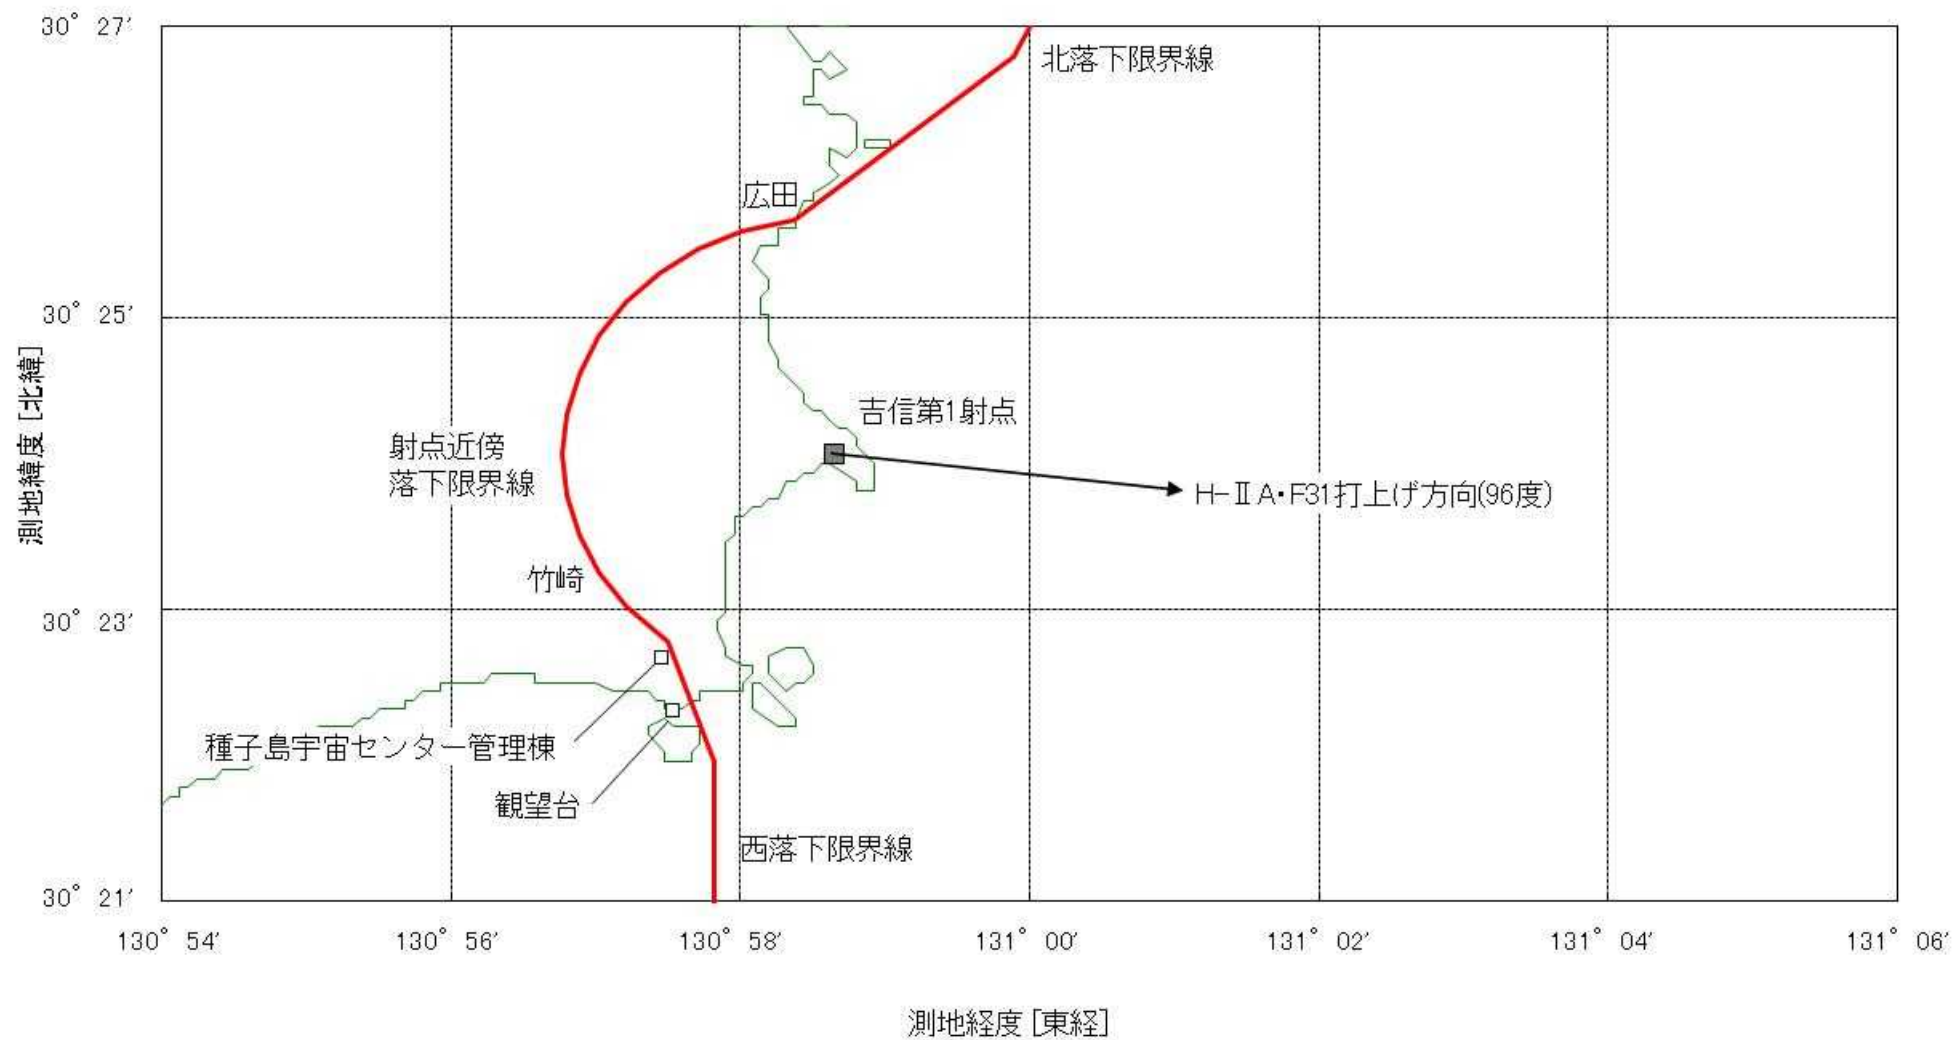 30° 27′
北落下限界線
広田
30° 25′
吉信第1射点
射点近傍
落下限界線
H-ⅡA・F31打上げ方向(96度)
測地緯度 [北緯]
竹崎
30° 23′
種子島宇宙センター管理棟
観望台
西落下限界線
30° 21′
130° 54′
130° 56′
130° 58′
131° 00′
131° 02′
131° 04′
131° 06′
測地経度 [東経]